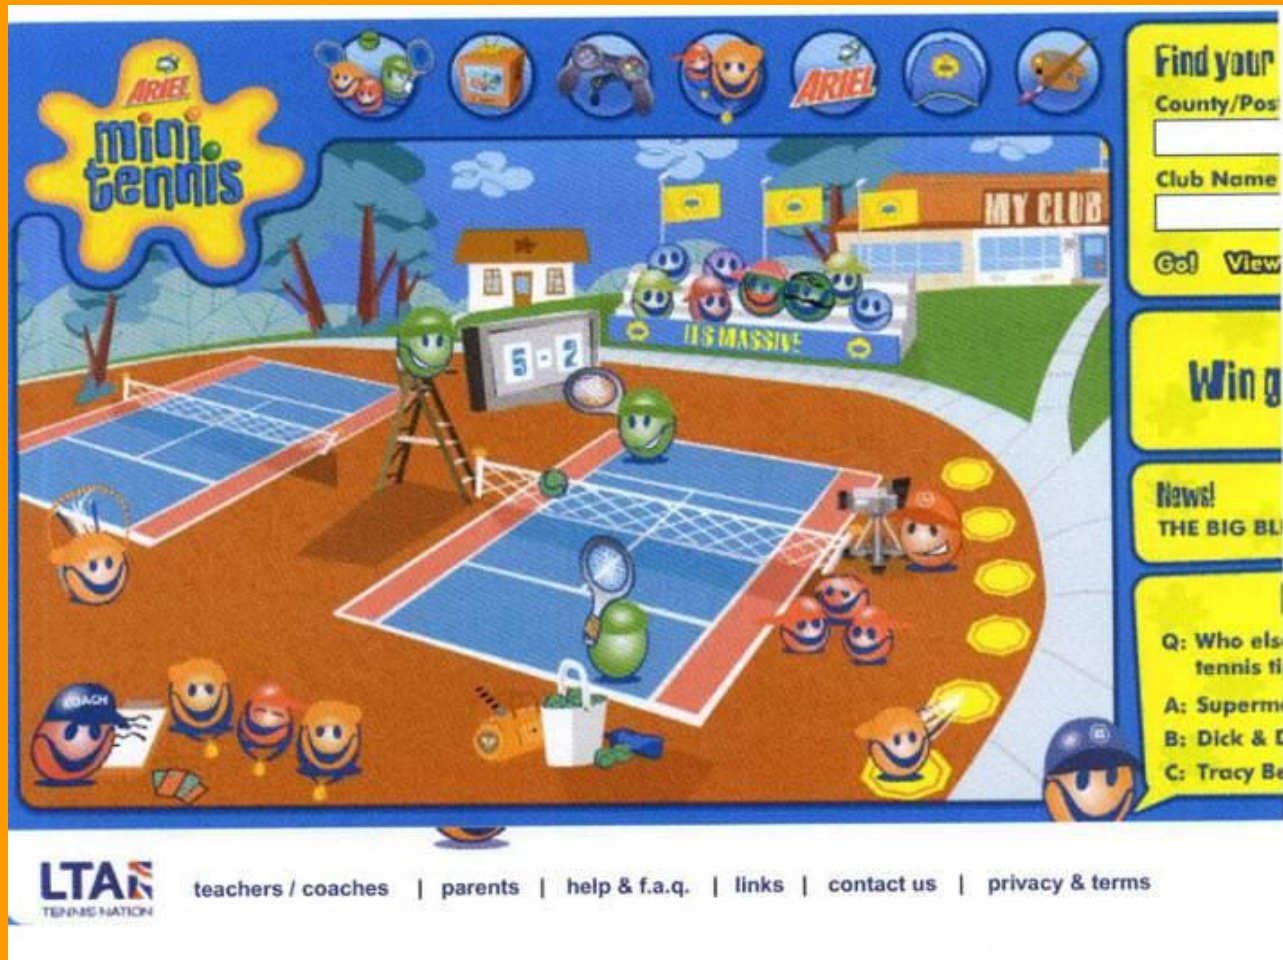 ARIEL
mini
tennis
ARIEL
MY CLUB
IT'S MASSIVE
5 - 2
COACH
Find your
County/Pos
Club Name
Go! View
Win g
News!
THE BIG BL
Q: Who els
tennis ti
A: Superm
B: Dick & D
C: Tracy Be
LTA
TENNIS NATION
teachers / coaches | parents | help & f.a.q. | links | contact us | privacy & terms